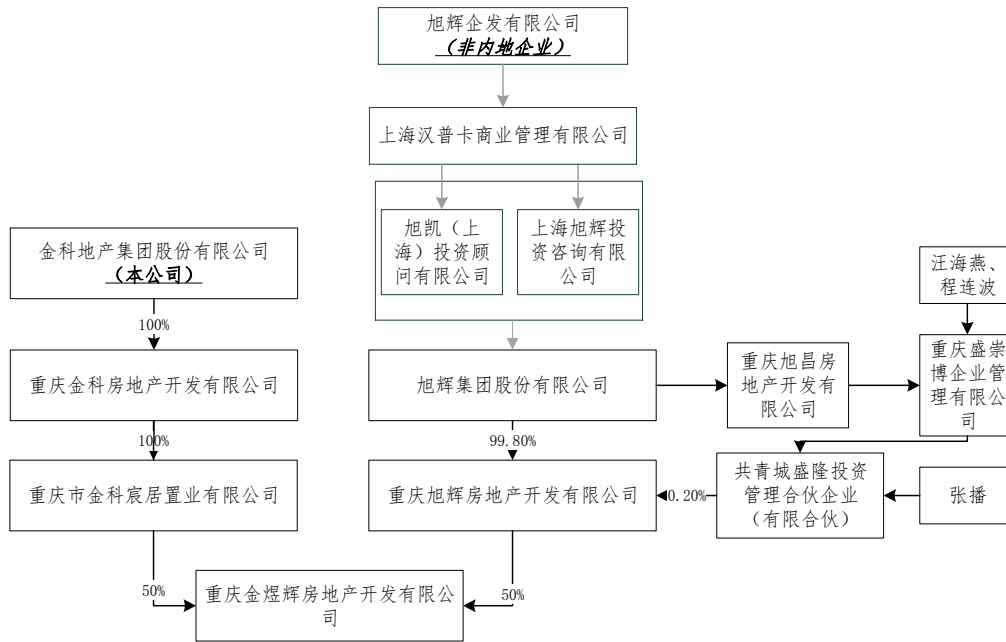 旭辉企发有限公司
（非内地企业）
上海汉普卡商业管理有限公司
旭凯（上
海）投资顾
问有限公司
上海旭辉投
资咨询有限
公司
金科地产集团股份有限公司
（本公司）
汪海燕、
程连波
100%
重庆金科房地产开发有限公司
旭辉集团股份有限公司
重庆旭昌房
地产开发有
限公司
重庆盛崇
博企业管
理有限公
司
100%
99.80%
重庆市金科宸居置业有限公司
重庆旭辉房地产开发有限公司
0.20%
共青城盛隆投资
管理合伙企业
（有限合伙）
张播
50%
重庆金煜辉房地产开发有限公
司
50%